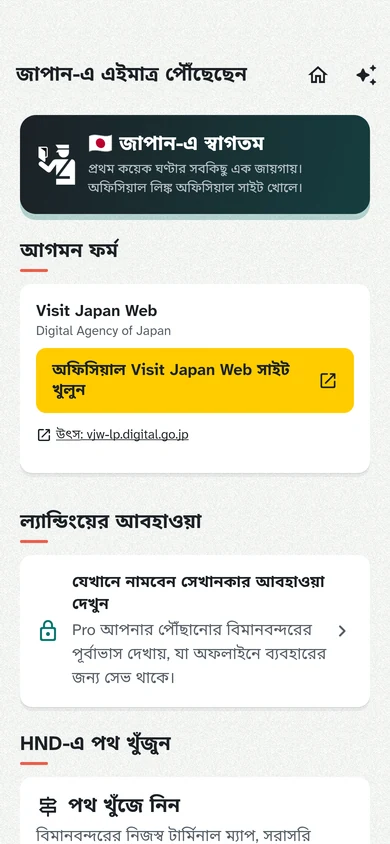 জাপান-এ এইমাত্র পৌঁছেছেন
🇯🇵 জাপান-এ স্বাগতম
প্রথম কয়েক ঘণ্টার সবকিছু এক জায়গায়।
অফিসিয়াল লিঙ্ক অফিসিয়াল সাইট খোলে।
আগমন ফর্ম
Visit Japan Web
Digital Agency of Japan
অফিসিয়াল Visit Japan Web সাইট
খুলুন
উৎস: vjw-lp.digital.go.jp
ল্যান্ডিংয়ের আবহাওয়া
যেখানে নামবেন সেখানকার আবহাওয়া
দেখুন
Pro আপনার পৌঁছানোর বিমানবন্দরের
পূর্বাভাস দেখায়, যা অফলাইনে ব্যবহারের
জন্য সেভ থাকে।
HND-এ পথ খুঁজুন
পথ খুঁজে নিন
বিমানবন্দরের নিজস্ব টার্মিনাল ম্যাপ, সরাসরি